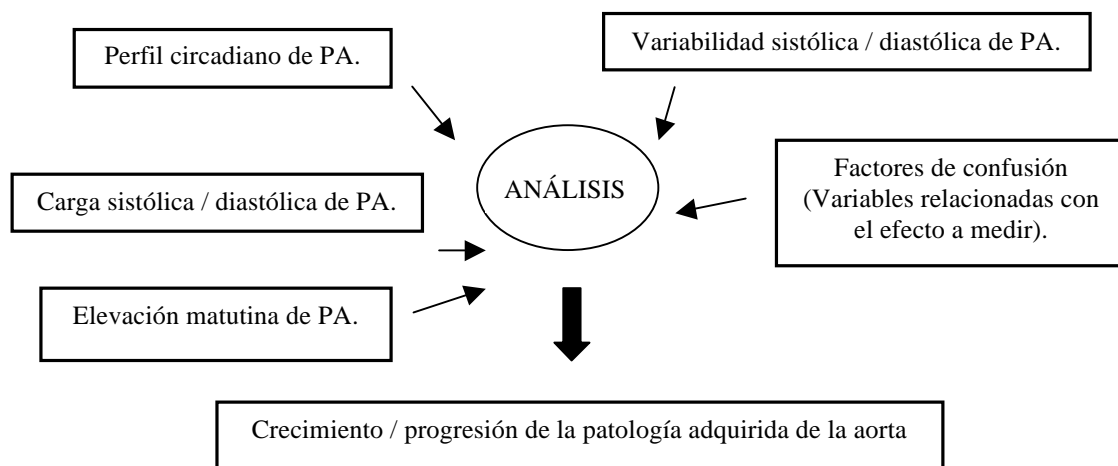 Perfil circadiano de PA.
Variabilidad sistólica / diastólica de PA.
ANÁLISIS
Factores de confusión
(Variables relacionadas con
el efecto a medir).
Carga sistólica / diastólica de PA.
Elevación matutina de PA.
Crecimiento / progresión de la patología adquirida de la aorta